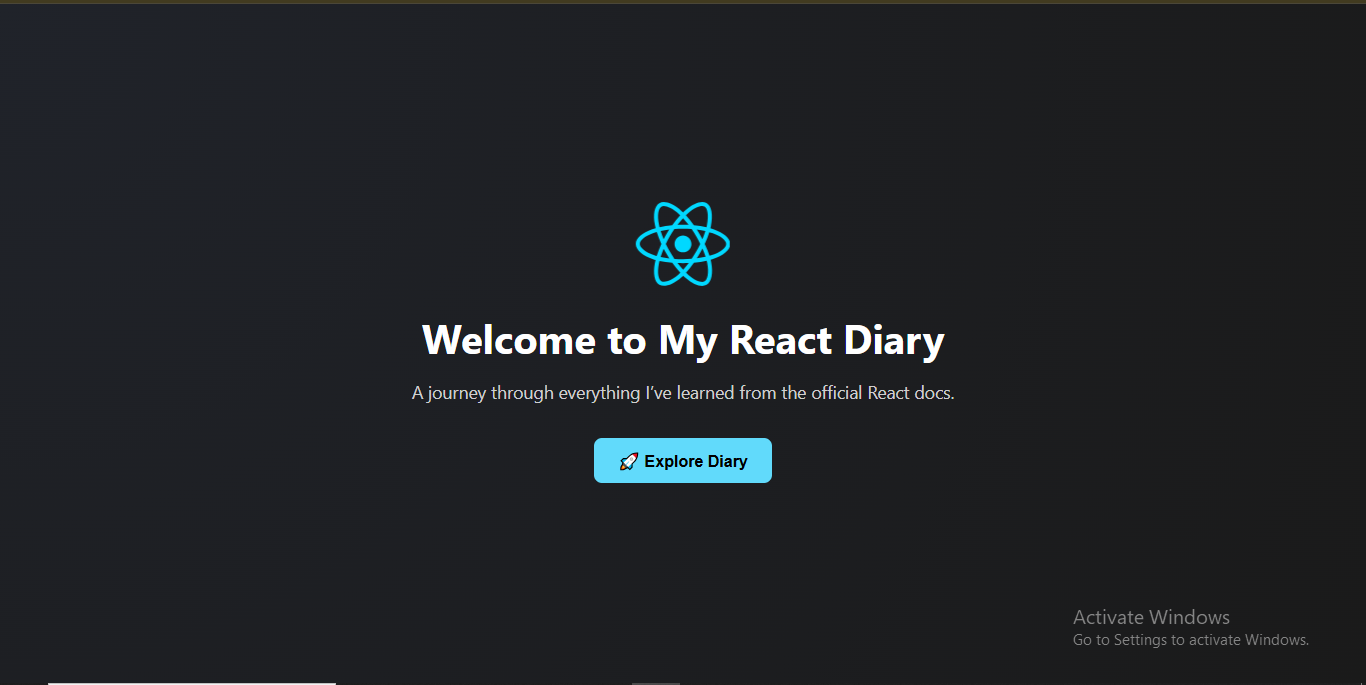 Welcome to My React Diary
A journey through everything I’ve learned from the official React docs.
🚀 Explore Diary
Activate Windows
Go to Settings to activate Windows.